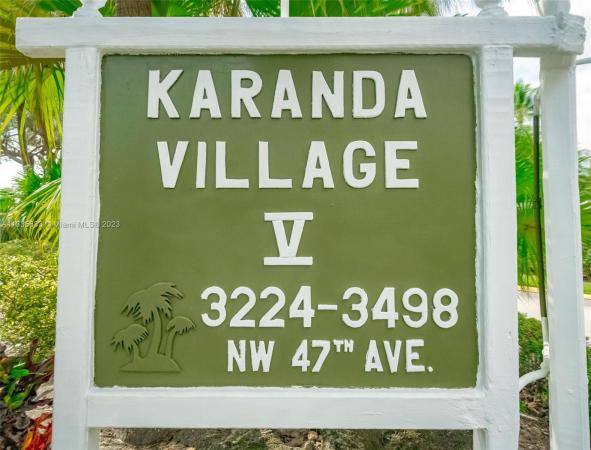 KARANDA
VILLAGE
V
3224-3498
NW 47TH AVE.